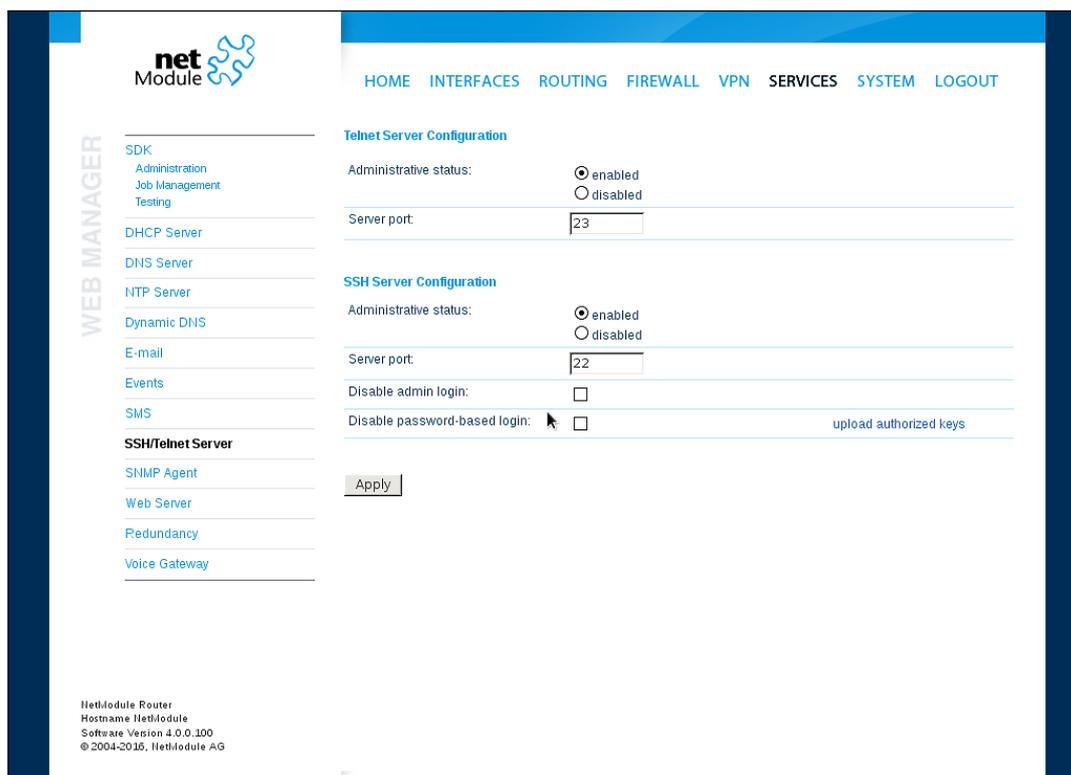 net
Module
HOME INTERFACES ROUTING FIREWALL VPN SERVICES SYSTEM LOGOUT
WEB MANAGER
SDK
Administration
Job Management
Testing
DHCP Server
DNS Server
NTP Server
Dynamic DNS
E-mail
Events
SMS
SSH/Telnet Server
SNMP Agent
Web Server
Redundancy
Voice Gateway
Telnet Server Configuration
Administrative status:
enabled
disabled
Server port:
23
SSH Server Configuration
Administrative status:
enabled
disabled
Server port:
22
Disable admin login:
Disable password-based login:
upload authorized keys
Apply
NetModule Router
Hostname NetModule
Software Version 4.0.0.100
© 2004-2016, NetModule AG